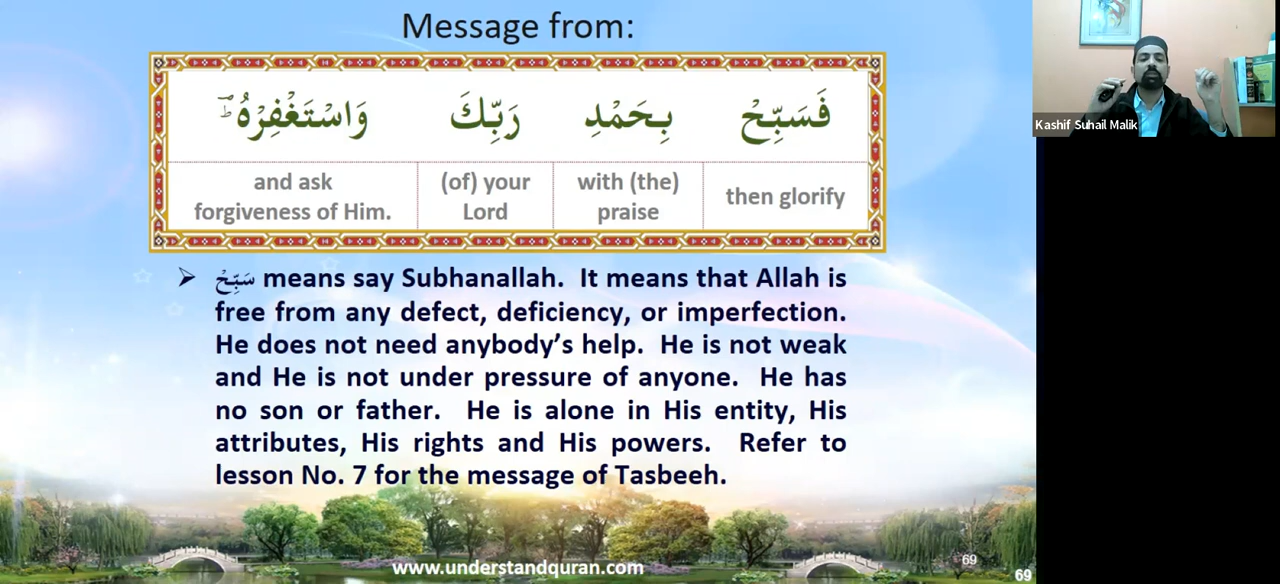 Message from:
فَسَبِّحْ بِحَمْدِ رَبِّكَ وَاسْتَغْفِرْهُ ؕ
then glorify
with (the)
praise
(of) your
Lord
and ask
forgiveness of Him.
➢ سَبِّحْ means say Subhanallah. It means that Allah is
free from any defect, deficiency, or imperfection.
He does not need anybody’s help. He is not weak
and He is not under pressure of anyone. He has
no son or father. He is alone in His entity, His
attributes, His rights and His powers. Refer to
lesson No. 7 for the message of Tasbeeh.
www.understandquran.com
69
69
Kashif Suhail Malik